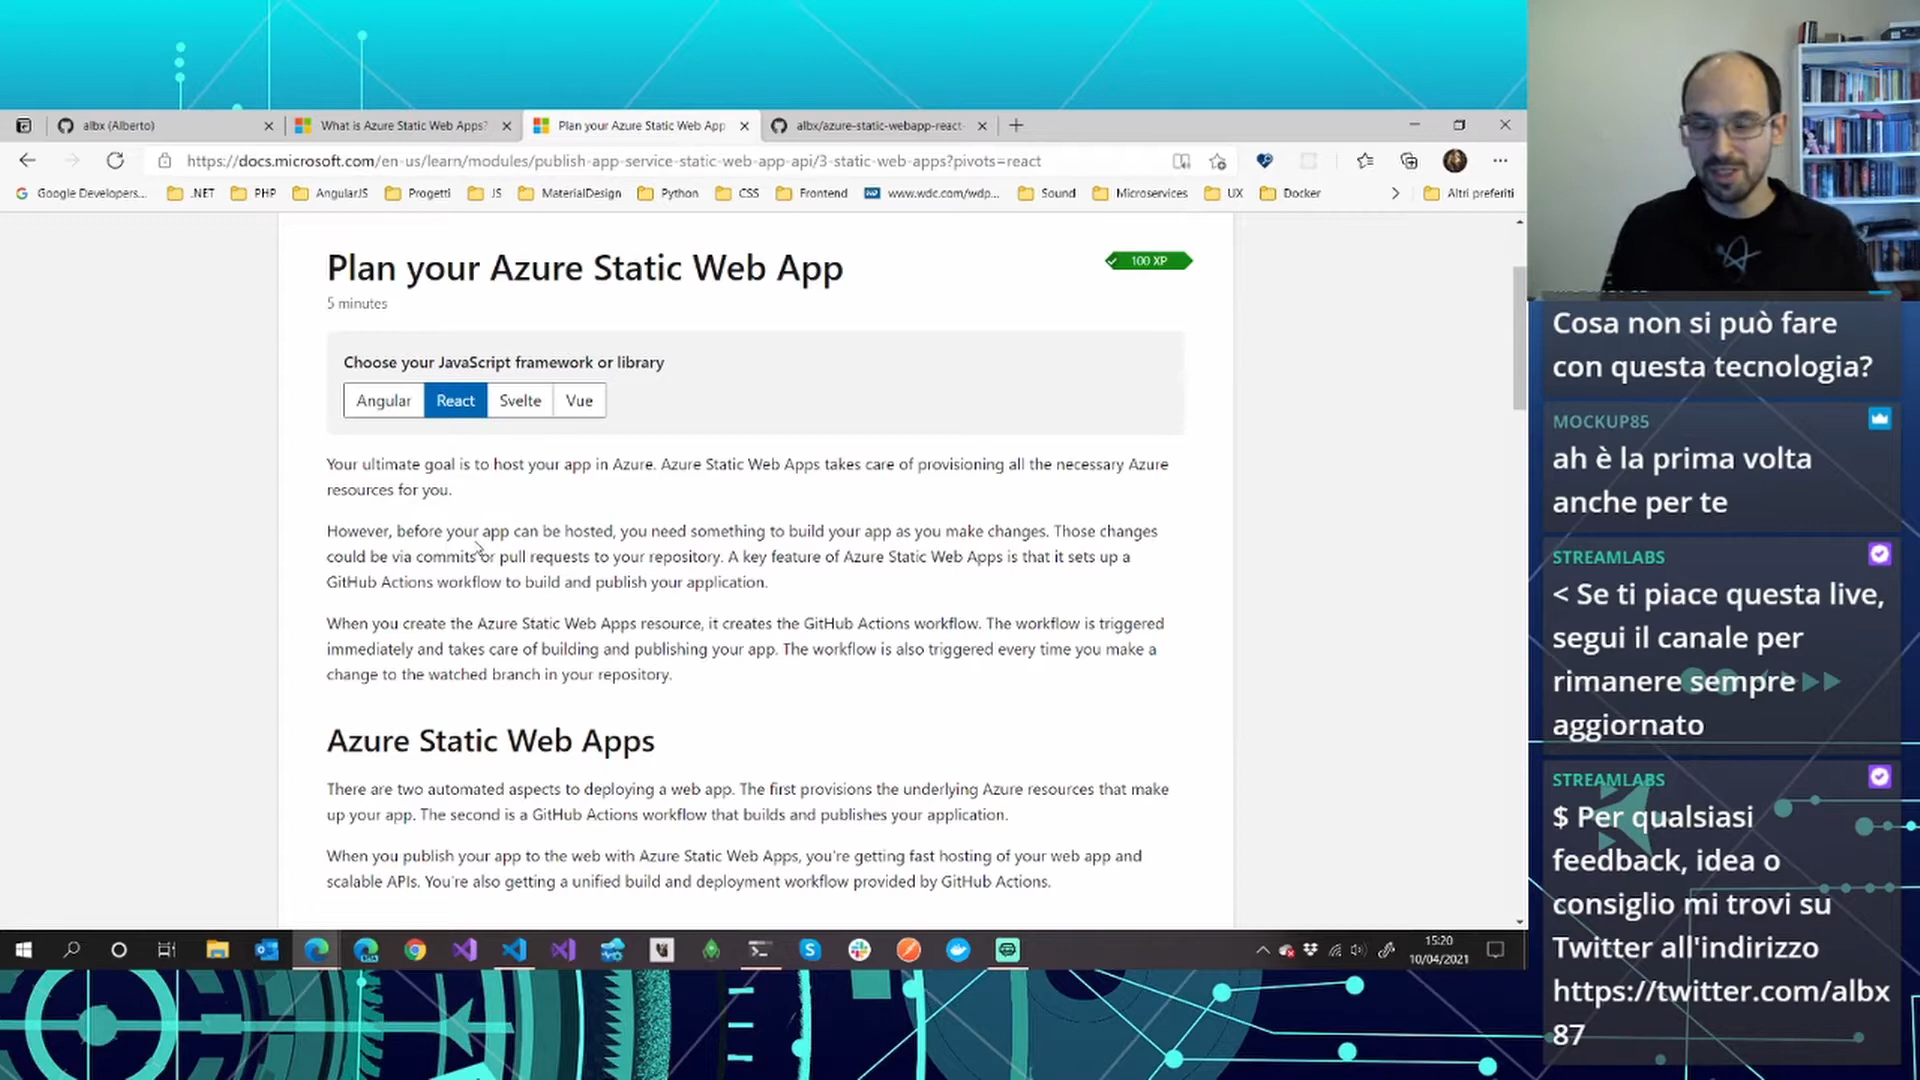 albx (Alberto)
What is Azure Static Web Apps?
Plan your Azure Static Web App
albx/azure-static-webapp-react-
https://docs.microsoft.com/en-us/learn/modules/publish-app-service-static-web-app-api/3-static-web-apps?pivots=react
Google Developers...
.NET
PHP
AngularJS
Progetti
JS
MaterialDesign
Python
CSS
Frontend
www.wdc.com/wdp...
Sound
Microservices
UX
Docker
Altri preferiti
Plan your Azure Static Web App
100 XP
5 minutes
Choose your JavaScript framework or library
Angular
React
Svelte
Vue
Your ultimate goal is to host your app in Azure. Azure Static Web Apps takes care of provisioning all the necessary Azure
resources for you.
However, before your app can be hosted, you need something to build your app as you make changes. Those changes
could be via commits or pull requests to your repository. A key feature of Azure Static Web Apps is that it sets up a
GitHub Actions workflow to build and publish your application.
When you create the Azure Static Web Apps resource, it creates the GitHub Actions workflow. The workflow is triggered
immediately and takes care of building and publishing your app. The workflow is also triggered every time you make a
change to the watched branch in your repository.
Azure Static Web Apps
There are two automated aspects to deploying a web app. The first provisions the underlying Azure resources that make
up your app. The second is a GitHub Actions workflow that builds and publishes your application.
When you publish your app to the web with Azure Static Web Apps, you're getting fast hosting of your web app and
scalable APIs. You're also getting a unified build and deployment workflow provided by GitHub Actions.
15:20
10/04/2021
Cosa non si può fare
con questa tecnologia?
MOCKUP85
ah è la prima volta
anche per te
STREAMLABS
< Se ti piace questa live,
segui il canale per
rimanere sempre
aggiornato
STREAMLABS
$ Per qualsiasi
feedback, idea o
consiglio mi trovi su
Twitter all'indirizzo
https://twitter.com/albx
87